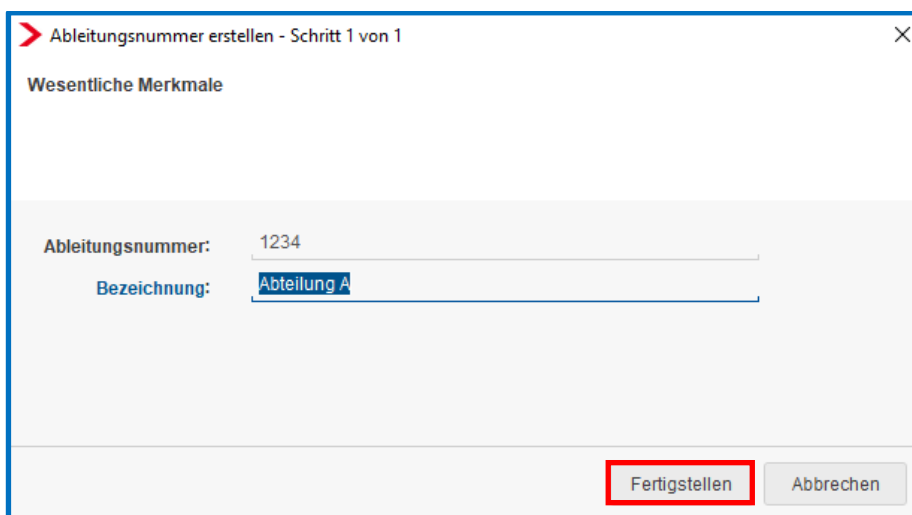 Ableitungsnummer erstellen - Schritt 1 von 1
Wesentliche Merkmale
Ableitungsnummer: 1234
Bezeichnung: Abteilung A
Fertigstellen Abbrechen